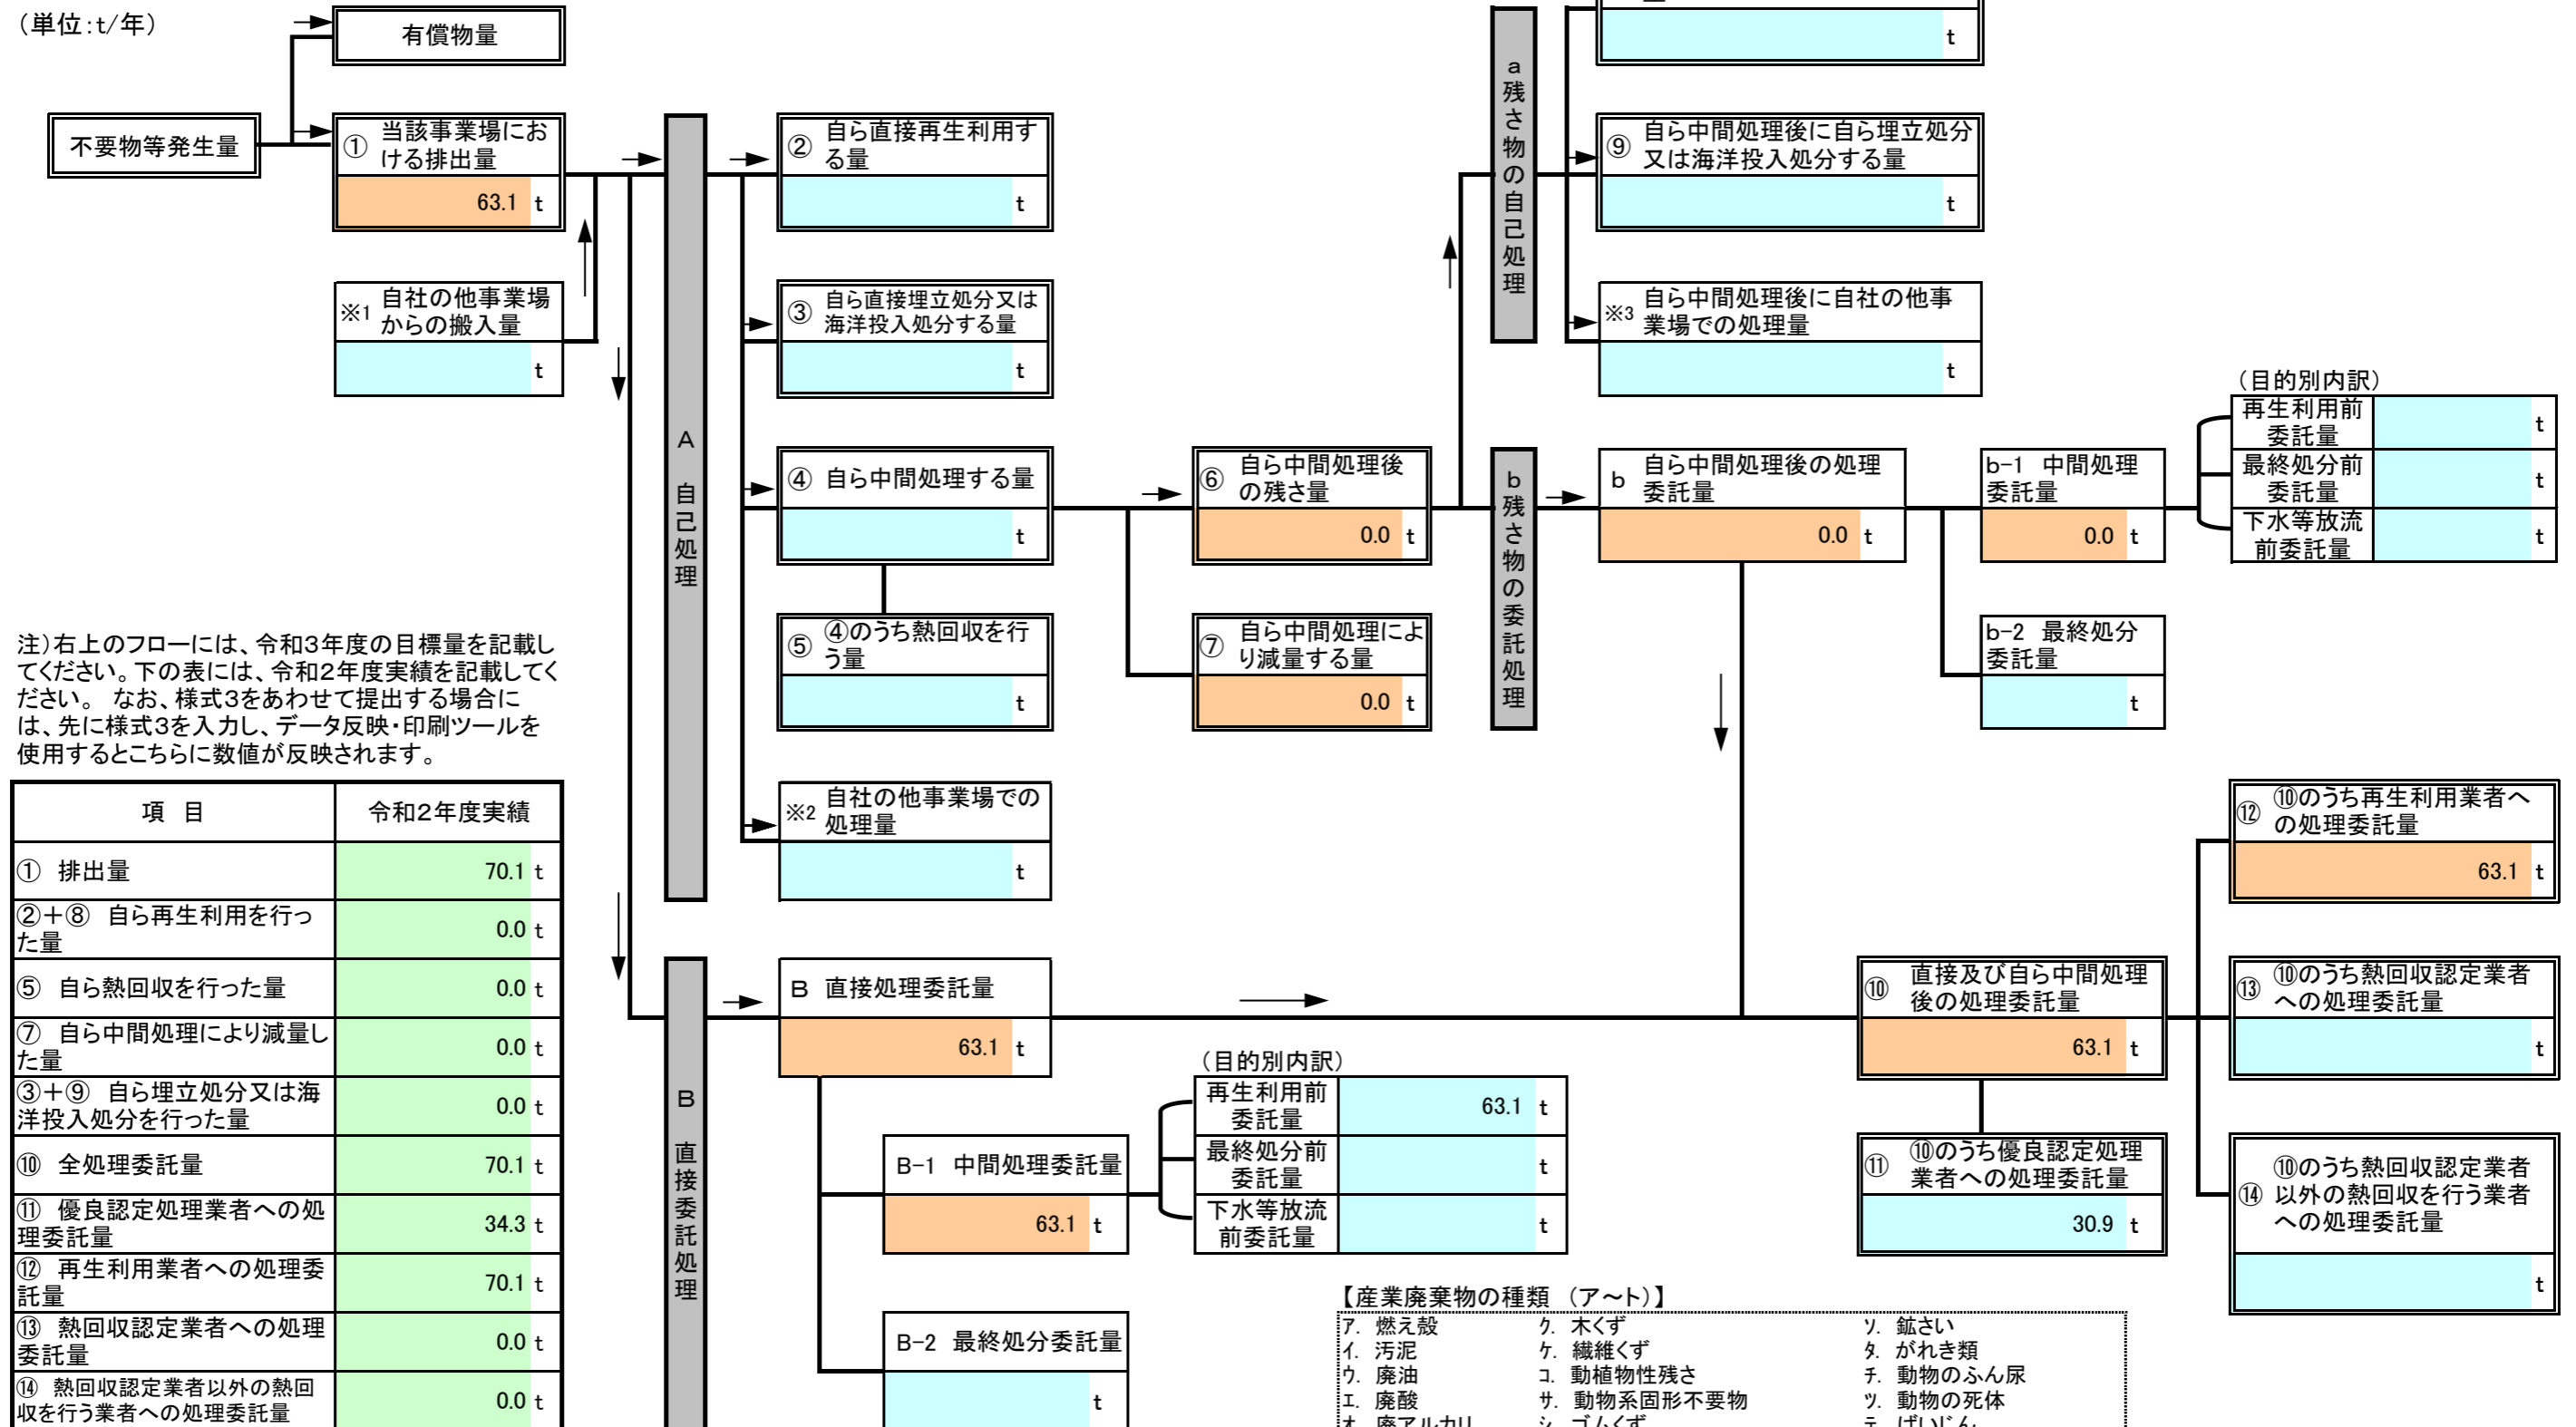 （単位：t/年）
有償物量
不要物等発生量
① 当該事業場にお
ける排出量
63.1 t
※1 自社の他事業場
からの搬入量
t
A 自己処理
② 自ら直接再生利用す
る量
t
③ 自ら直接埋立処分又は
海洋投入処分する量
t
④ 自ら中間処理する量
t
⑤ ④のうち熱回収を行
う量
t
※2 自社の他事業場での
処理量
t
⑥ 自ら中間処理後
の残さ量
0.0 t
⑦ 自ら中間処理によ
り減量する量
0.0 t
a 残さ物の自己処理
t
⑨ 自ら中間処理後に自ら埋立処分
又は海洋投入処分する量
t
※3 自ら中間処理後に自社の他事
業場での処理量
t
b 残さ物の委託処理
b 自ら中間処理後の処理
委託量
0.0 t
b-1 中間処理
委託量
0.0 t
b-2 最終処分
委託量
t
（目的別内訳）
再生利用前
委託量
t
最終処分前
委託量
t
下水等放流
前委託量
t
注）右上のフローには、令和3年度の目標量を記載し
てください。下の表には、令和2年度実績を記載してく
ださい。 なお、様式3をあわせて提出する場合に
は、先に様式3を入力し、データ反映・印刷ツールを
使用するとこちらに数値が反映されます。
項 目 令和2年度実績
① 排出量 70.1 t
②＋⑧ 自ら再生利用を行っ
た量
0.0 t
⑤ 自ら熱回収を行った量 0.0 t
⑦ 自ら中間処理により減量し
た量
0.0 t
③＋⑨ 自ら埋立処分又は海
洋投入処分を行った量
0.0 t
⑩ 全処理委託量 70.1 t
⑪ 優良認定処理業者への処
理委託量
34.3 t
⑫ 再生利用業者への処理委
託量
70.1 t
⑬ 熱回収認定業者への処理
委託量
0.0 t
⑭ 熱回収認定業者以外の熱回
収を行う業者への処理委託量
0.0 t
B 直接委託処理
B 直接処理委託量
63.1 t
B-1 中間処理委託量
63.1 t
B-2 最終処分委託量
t
（目的別内訳）
再生利用前
委託量
63.1 t
最終処分前
委託量
t
下水等放流
前委託量
t
⑩ 直接及び自ら中間処理
後の処理委託量
63.1 t
⑪ ⑩のうち優良認定処理
業者への処理委託量
30.9 t
⑫ ⑩のうち再生利用業者へ
の処理委託量
63.1 t
⑬ ⑩のうち熱回収認定業者
への処理委託量
t
⑭ ⑩のうち熱回収認定業者
以外の熱回収を行う業者
への処理委託量
t
【産業廃棄物の種類 （ア～ト）】
ｱ. 燃え殻 ｸ. 木くず ｿ. 鉱さい
ｲ. 汚泥 ｹ. 繊維くず ﾀ. がれき類
ｳ. 廃油 ｺ. 動植物性残さ ﾁ. 動物のふん尿
ｴ. 廃酸 ｻ. 動物系固形不要物 ﾂ. 動物の死体
ｵ. 廃アルカリ ｼ. ゴムくず ﾃ. ばいじん